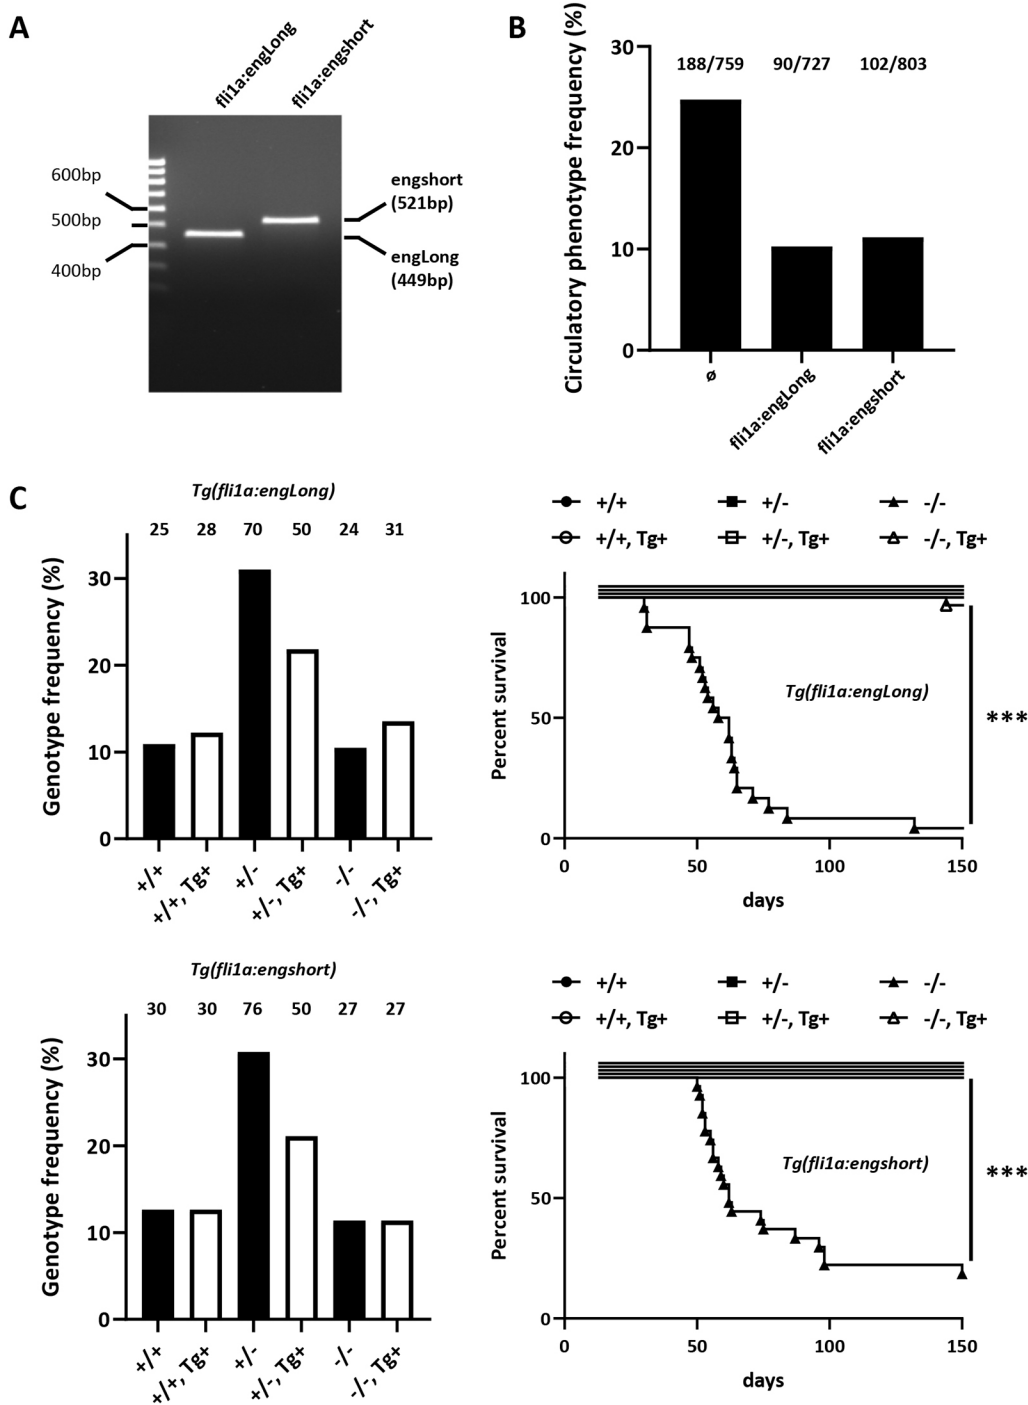 A
fli1a:engLong
fli1a:engshort
600bp
500bp
400bp
engshort
(521bp)
engLong
(449bp)
B
Circulatory phenotype frequency (%)
30
20
10
0
188/759
90/727
102/803
ø
fli1a:engLong
fli1a:engshort
C
Tg(fli1a:engLong)
25 28 70 50 24 31
Genotype frequency (%)
30
20
10
0
+/+
+/+, Tg+
+/-
+/-, Tg+
-/-
-/-, Tg+
+/+ +/- -/-
+/+, Tg+ +/-, Tg+ -/-, Tg+
Percent survival
100
50
0
Tg(fli1a:engLong)
***
0 50 100 150
days
Tg(fli1a:engshort)
30 30 76 50 27 27
Genotype frequency (%)
30
20
10
0
+/+
+/+, Tg+
+/-
+/-, Tg+
-/-
-/-, Tg+
+/+ +/- -/-
+/+, Tg+ +/-, Tg+ -/-, Tg+
Percent survival
100
50
0
Tg(fli1a:engshort)
***
0 50 100 150
days